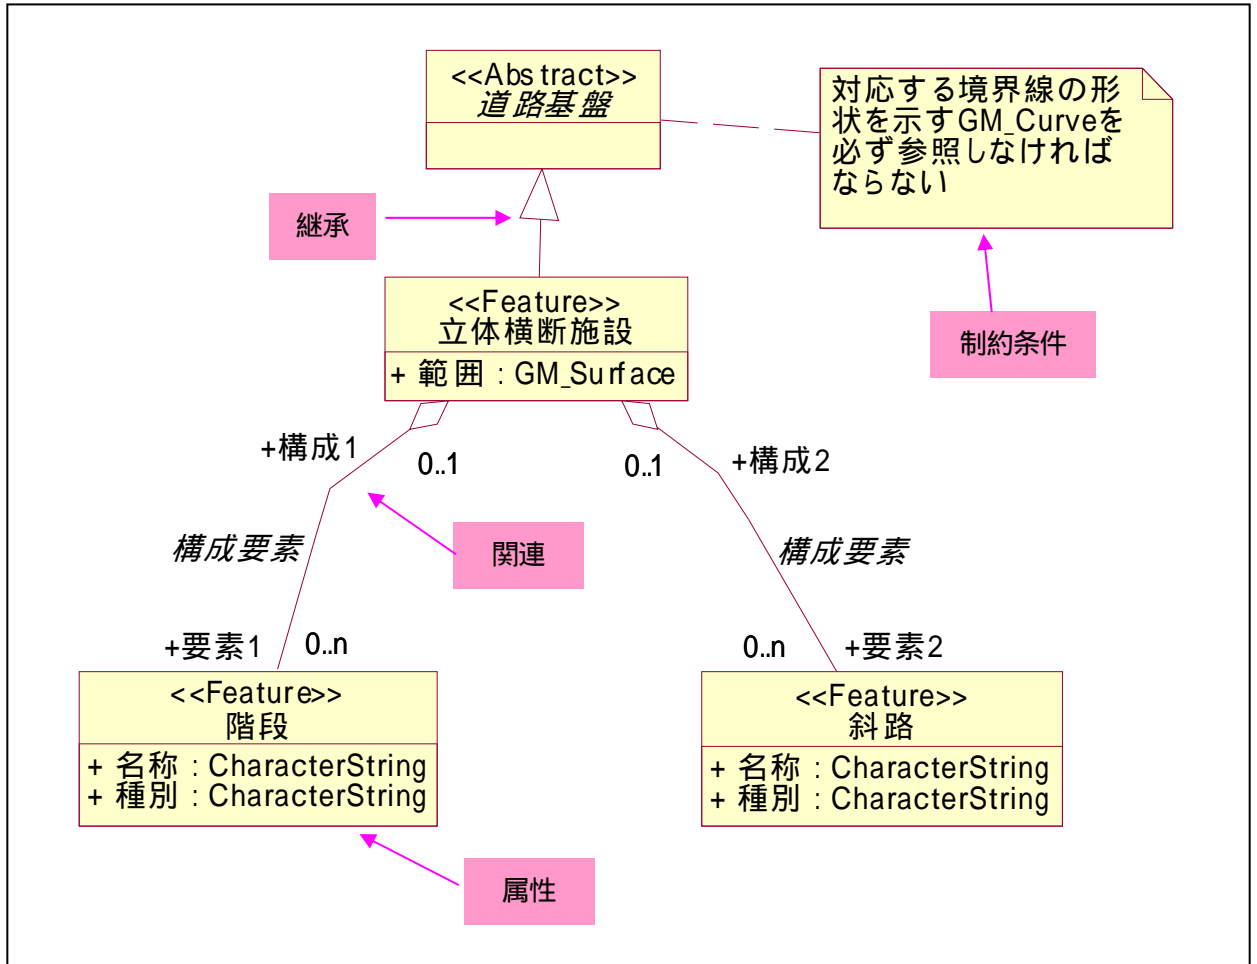 <<Abstract>>
道路基盤
対応する境界線の形
状を示すGM_Curveを
必ず参照しなければ
ならない
継承
<<Feature>>
立体横断施設
+ 範囲 : GM_Surface
制約条件
+構成1
0..1
0..1
+構成2
関連
構成要素
構成要素
+要素1
0..n
0..n
+要素2
<<Feature>>
階段
+ 名称 : CharacterString
+ 種別 : CharacterString
<<Feature>>
斜路
+ 名称 : CharacterString
+ 種別 : CharacterString
属性